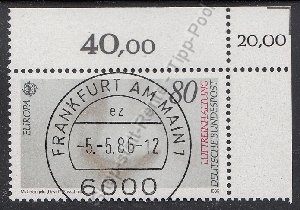 40,00
20,00
EUROPA
80
LUFTREINHALTUNG
DEUTSCHE BUNDESPOST
FRANKFURT AM MAIN 1
ez
-5.-5.86-12
6000